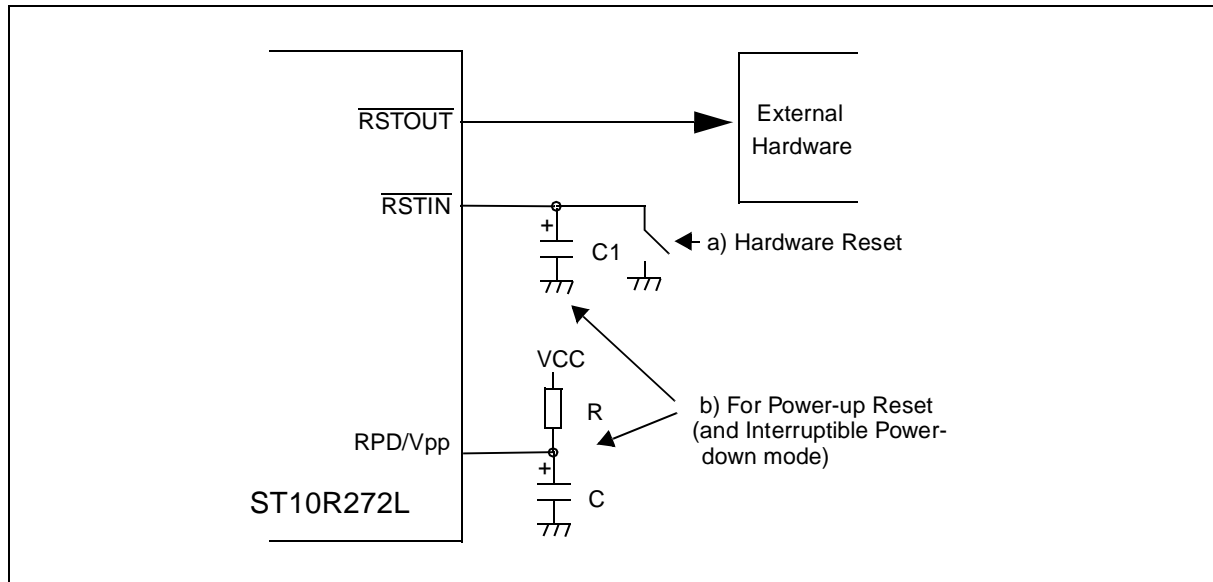 RSTOUT
External
Hardware
RSTIN
+
C1
a) Hardware Reset
VCC
R
b) For Power-up Reset
(and Interruptible Power-
down mode)
RPD/Vpp
+
C
ST10R272L